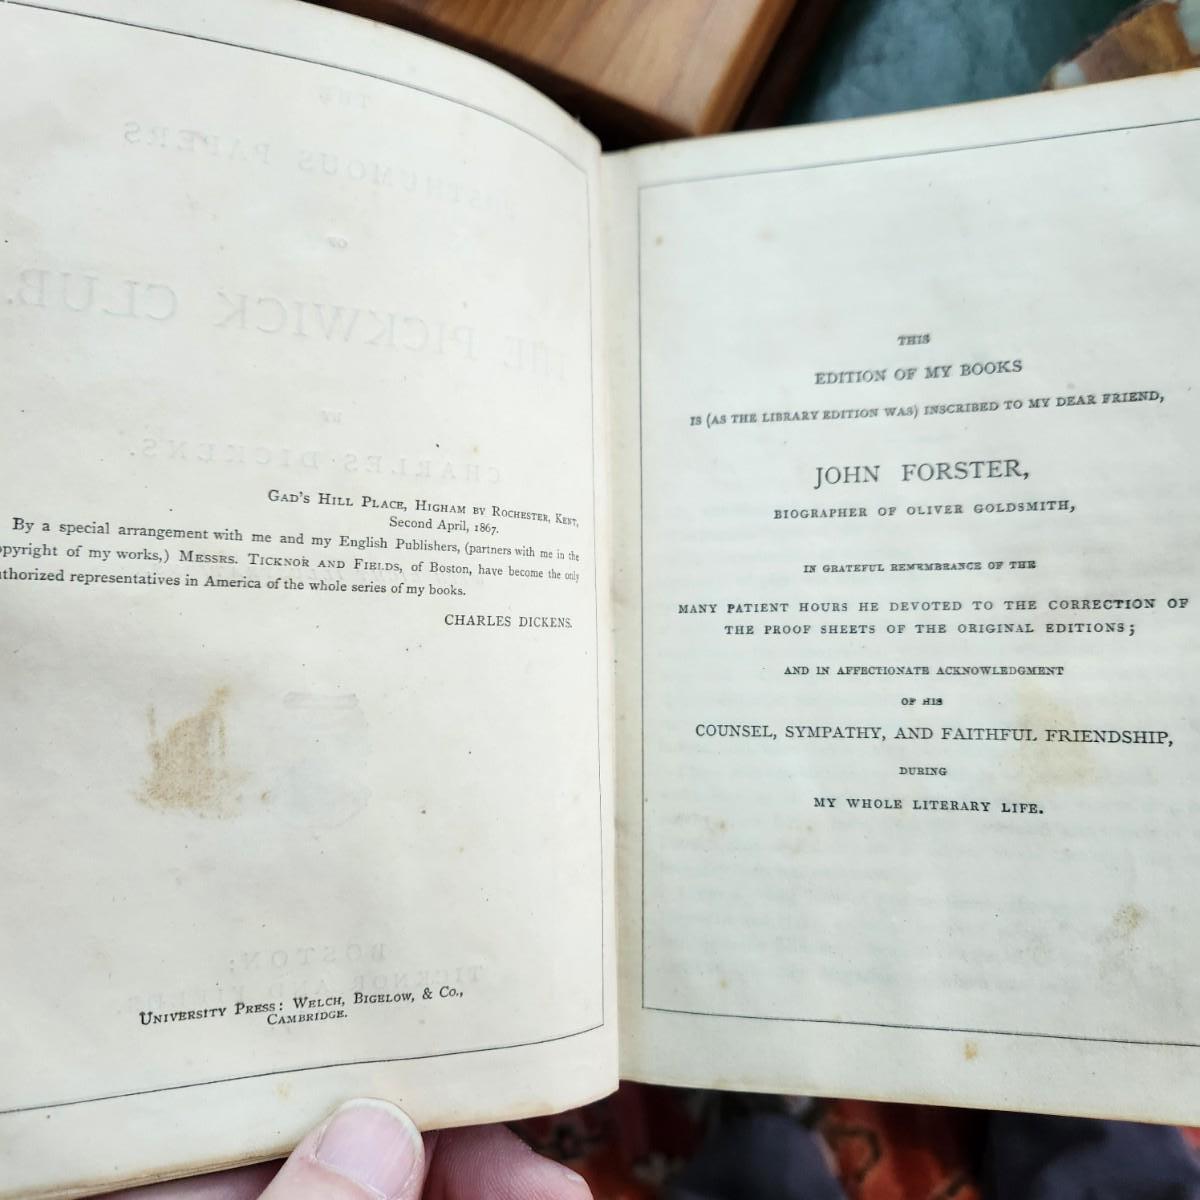 Gad's Hill Place, Higham by Rochester, Kent,
Second April, 1867.
By a special arrangement with me and my English Publishers, (partners with me in the
opyright of my works,) Messrs. Ticknor and Fields, of Boston, have become the only
uthorized representatives in America of the whole series of my books.
CHARLES DICKENS.
University Press: Welch, Bigelow, & Co.,
Cambridge.
THIS
EDITION OF MY BOOKS
IS (AS THE LIBRARY EDITION WAS) INSCRIBED TO MY DEAR FRIEND,
JOHN FORSTER,
BIOGRAPHER OF OLIVER GOLDSMITH,
IN GRATEFUL REMEMBRANCE OF THE
MANY PATIENT HOURS HE DEVOTED TO THE CORRECTION OF
THE PROOF SHEETS OF THE ORIGINAL EDITIONS;
AND IN AFFECTIONATE ACKNOWLEDGMENT
OF HIS
COUNSEL, SYMPATHY, AND FAITHFUL FRIENDSHIP,
DURING
MY WHOLE LITERARY LIFE.